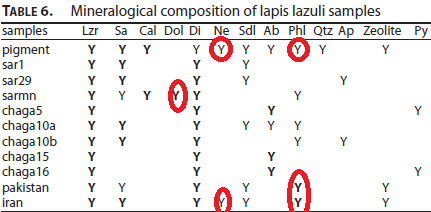 TABLE 6. Mineralogical composition of lapis lazuli samples
samples Lzr Sa Cal Dol Di Ne Sdl Ab Phl Qtz Ap Zeolite Py
pigment Y Y Y Y Y Y Y Y Y Y
sar1 Y Y Y Y
sar29 Y Y Y Y Y
sarmn Y Y Y Y Y Y
chaga5 Y Y Y Y
chaga10a Y Y Y Y Y Y
chaga10b Y Y Y Y Y
chaga15 Y Y Y
chaga16 Y Y Y Y
pakistan Y Y Y Y Y Y
iran Y Y Y Y Y Y Y